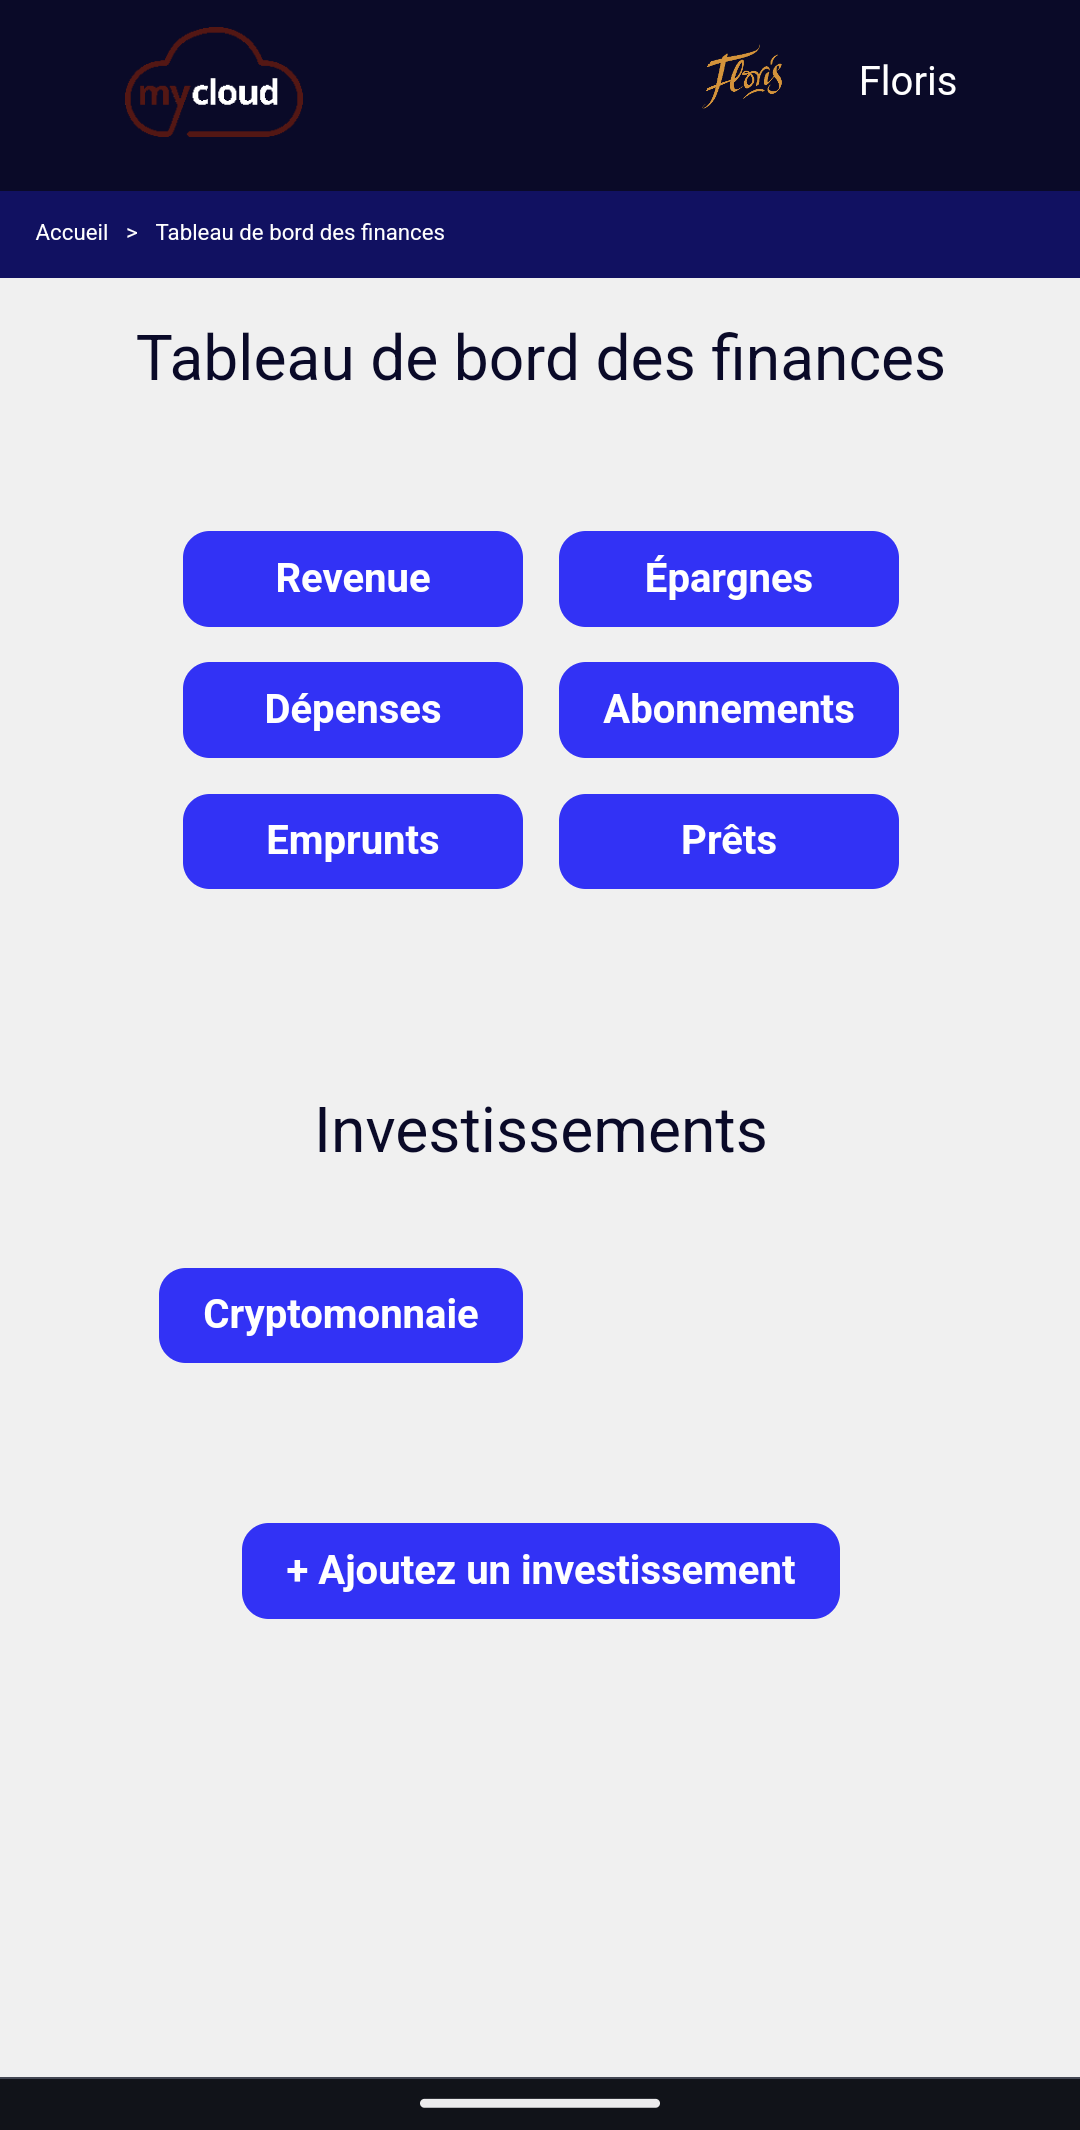 mycloud
Floris
Floris
Accueil > Tableau de bord des finances
Tableau de bord des finances
Revenue
Épargnes
Dépenses
Abonnements
Emprunts
Prêts
Investissements
Cryptomonnaie
+ Ajoutez un investissement